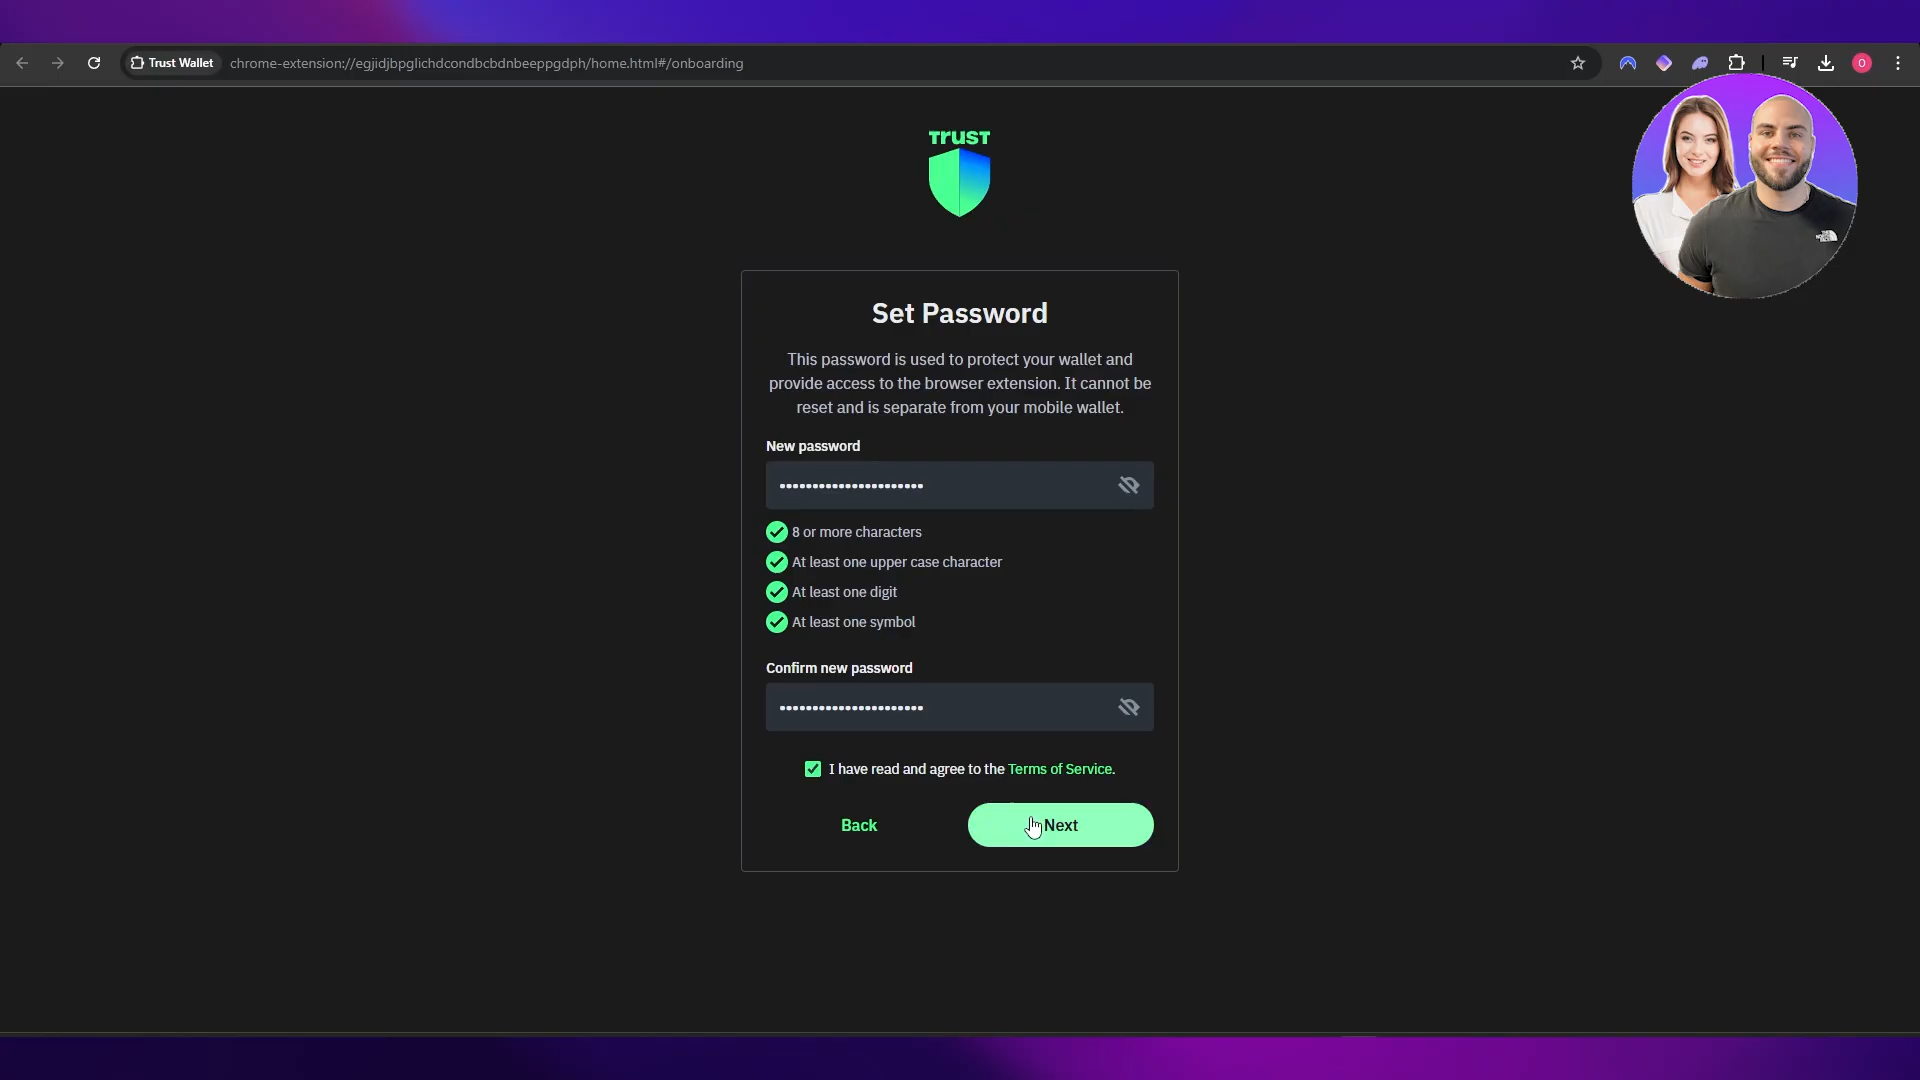 Trust Wallet
chrome-extension://egjidjbpglichdcondbcbdnbeeppgdph/home.html#/onboarding
O
TRUST
Set Password
This password is used to protect your wallet and
provide access to the browser extension. It cannot be
reset and is separate from your mobile wallet.
New password
8 or more characters
At least one upper case character
At least one digit
At least one symbol
Confirm new password
I have read and agree to the Terms of Service.
Back
Next